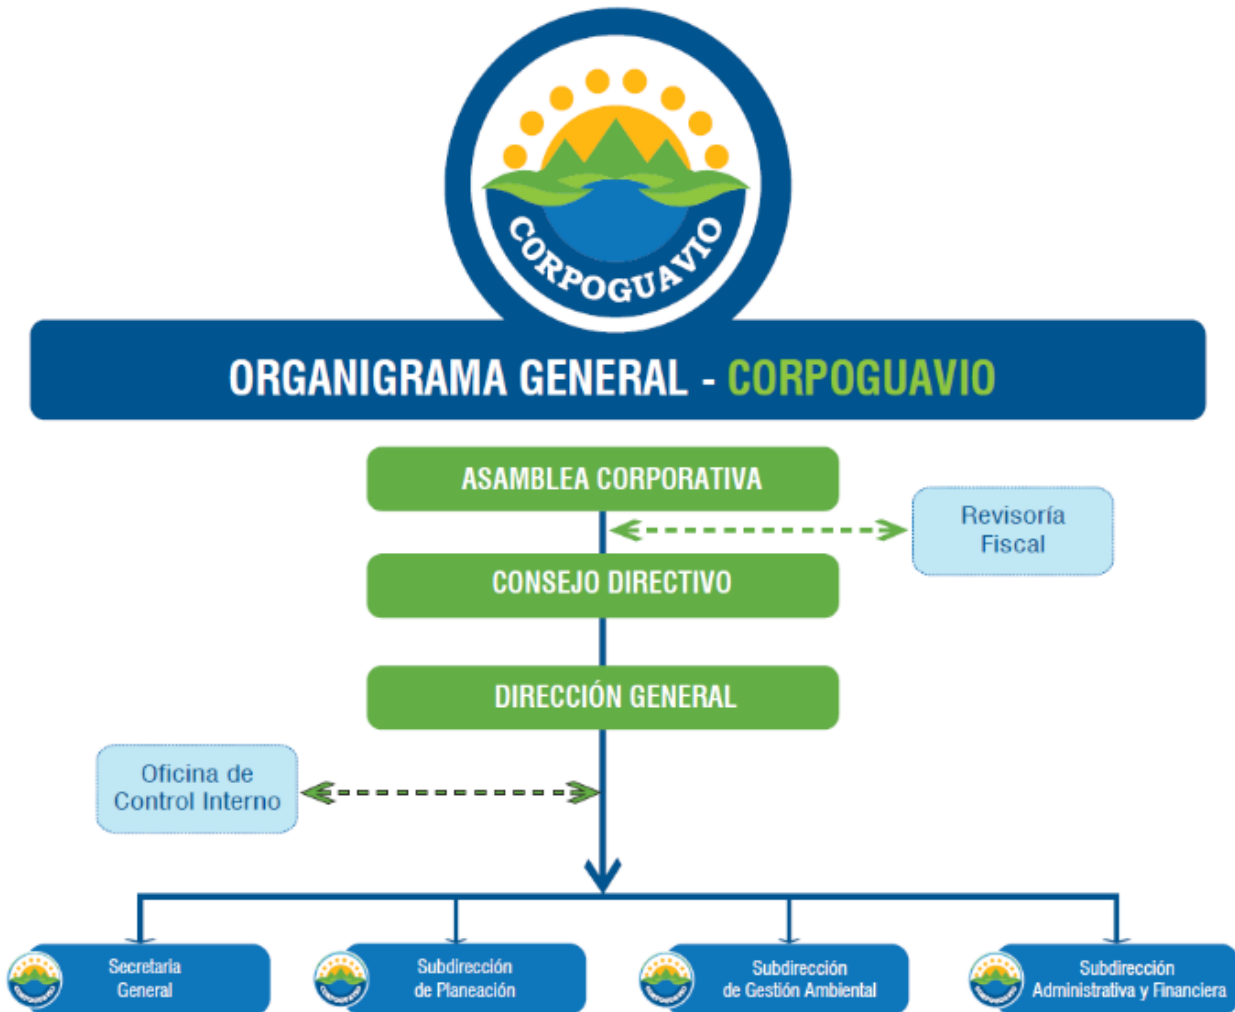 CORPOGUAVIO
ORGANIGRAMA GENERAL - CORPOGUAVIO
ASAMBLEA CORPORATIVA
Revisoría
Fiscal
CONSEJO DIRECTIVO
DIRECCIÓN GENERAL
Oficina de
Control Interno
Secretaria
General
Subdirección
de Planeación
Subdirección
de Gestión Ambiental
Subdirección
Administrativa y Financiera